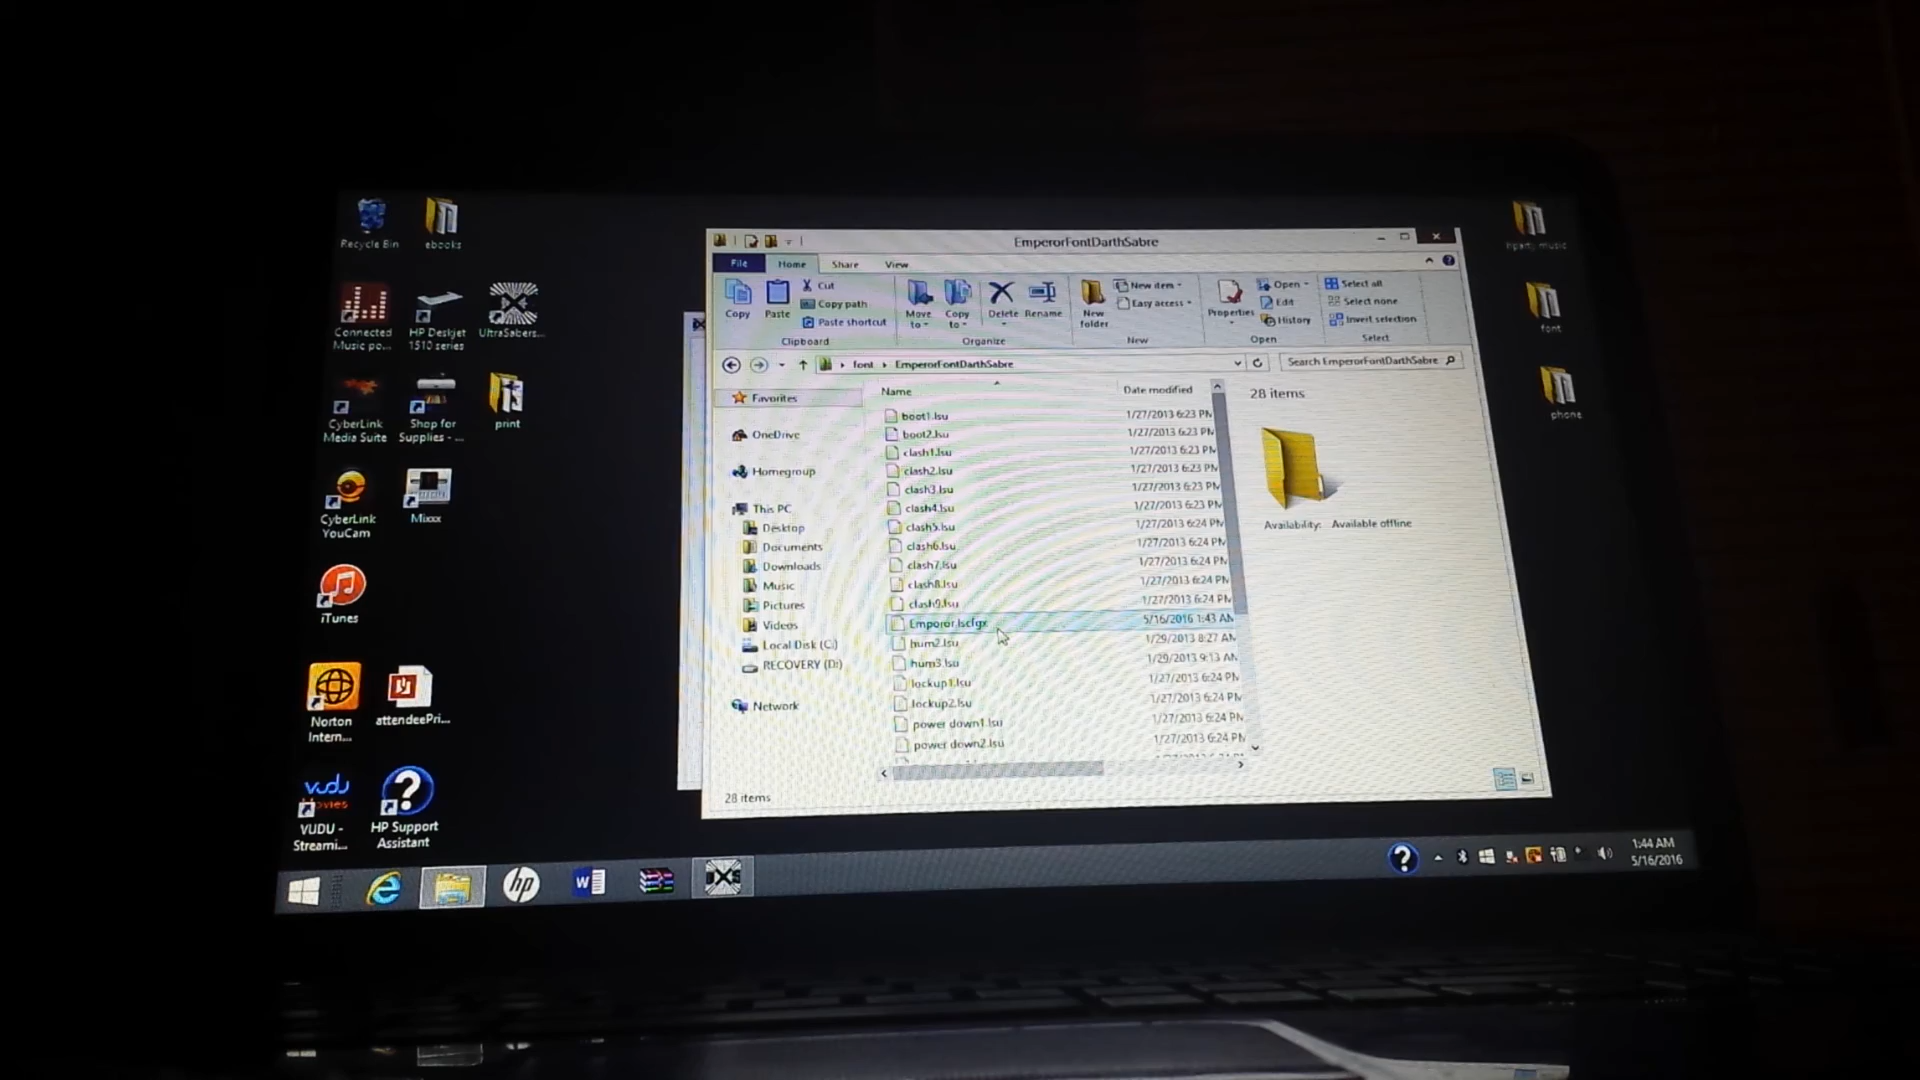 Recycle Bin
ebooks
Connected
Music po...
HP Deskjet
1510 series
UltraSabers...
CyberLink
Media Suite
Shop for
Supplies - ...
print
CyberLink
YouCam
Mixxx
iTunes
Norton
Intern...
attendeePri...
VUDU -
Streami...
HP Support
Assistant
EmperorFontDarthSabre
File Home Share View
Copy
Paste
Cut
Copy path
Paste shortcut
Clipboard
Move
to
Copy
to
Delete
Rename
Organize
New
folder
New item
Easy access
New
Properties
Open
Edit
History
Open
Select all
Select none
Invert selection
Select
font EmperorFontDarthSabre
Search EmperorFontDarthSabre
Favorites
OneDrive
Homegroup
This PC
Desktop
Documents
Downloads
Music
Pictures
Videos
Local Disk (C:)
RECOVERY (D:)
Network
Name Date modified
boot1.lsu 1/27/2013 6:23 PM
boot2.lsu 1/27/2013 6:23 PM
clash1.lsu 1/27/2013 6:23 PM
clash2.lsu 1/27/2013 6:23 PM
clash3.lsu 1/27/2013 6:23 PM
clash4.lsu 1/27/2013 6:23 PM
clash5.lsu 1/27/2013 6:24 PM
clash6.lsu 1/27/2013 6:24 PM
clash7.lsu 1/27/2013 6:24 PM
clash8.lsu 1/27/2013 6:24 PM
clash9.lsu 1/27/2013 6:24 PM
Emporor.lscfgx 5/16/2016 1:43 AM
hum2.lsu 1/29/2013 8:27 AM
hum3.lsu 1/29/2013 9:13 AM
lockup1.lsu 1/27/2013 6:24 PM
lockup2.lsu 1/27/2013 6:24 PM
power down1.lsu 1/27/2013 6:24 PM
power down2.lsu 1/27/2013 6:24 PM
28 items
Availability: Available offline
28 items
music
font
phone
hp
1:44 AM
5/16/2016